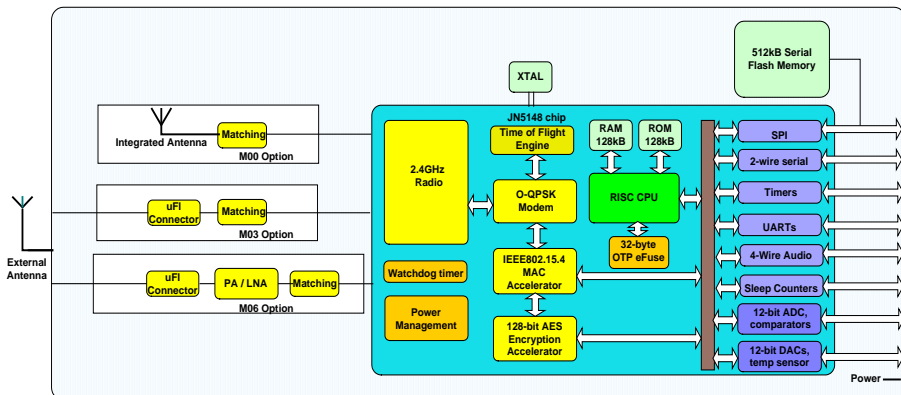 512kB Serial
Flash Memory
XTAL
JN5148 chip
Integrated Antenna
Matching
M00 Option
2.4GHz
Radio
Time of Flight
Engine
RAM
128kB
ROM
128kB
SPI
2-wire serial
O-QPSK
Modem
RISC CPU
Timers
uFl
Connector
Matching
M03 Option
UARTs
External
Antenna
32-byte
OTP eFuse
4-Wire Audio
IEEE802.15.4
MAC
Accelerator
Watchdog timer
uFl
Connector
PA / LNA
Matching
M06 Option
Sleep Counters
Power
Management
12-bit ADC,
comparators
128-bit AES
Encryption
Accelerator
12-bit DACs,
temp sensor
Power